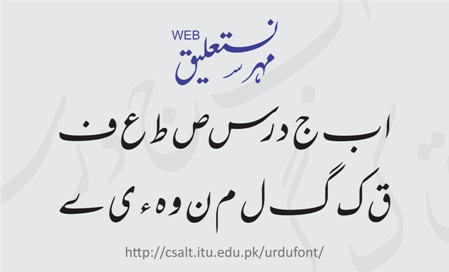 مہر نستعلیق WEB
ا ب ج د ر س ص ط ع ف
ق ک گ ل م ن و ہ ء ی ے
http://csalt.itu.edu.pk/urdufont/